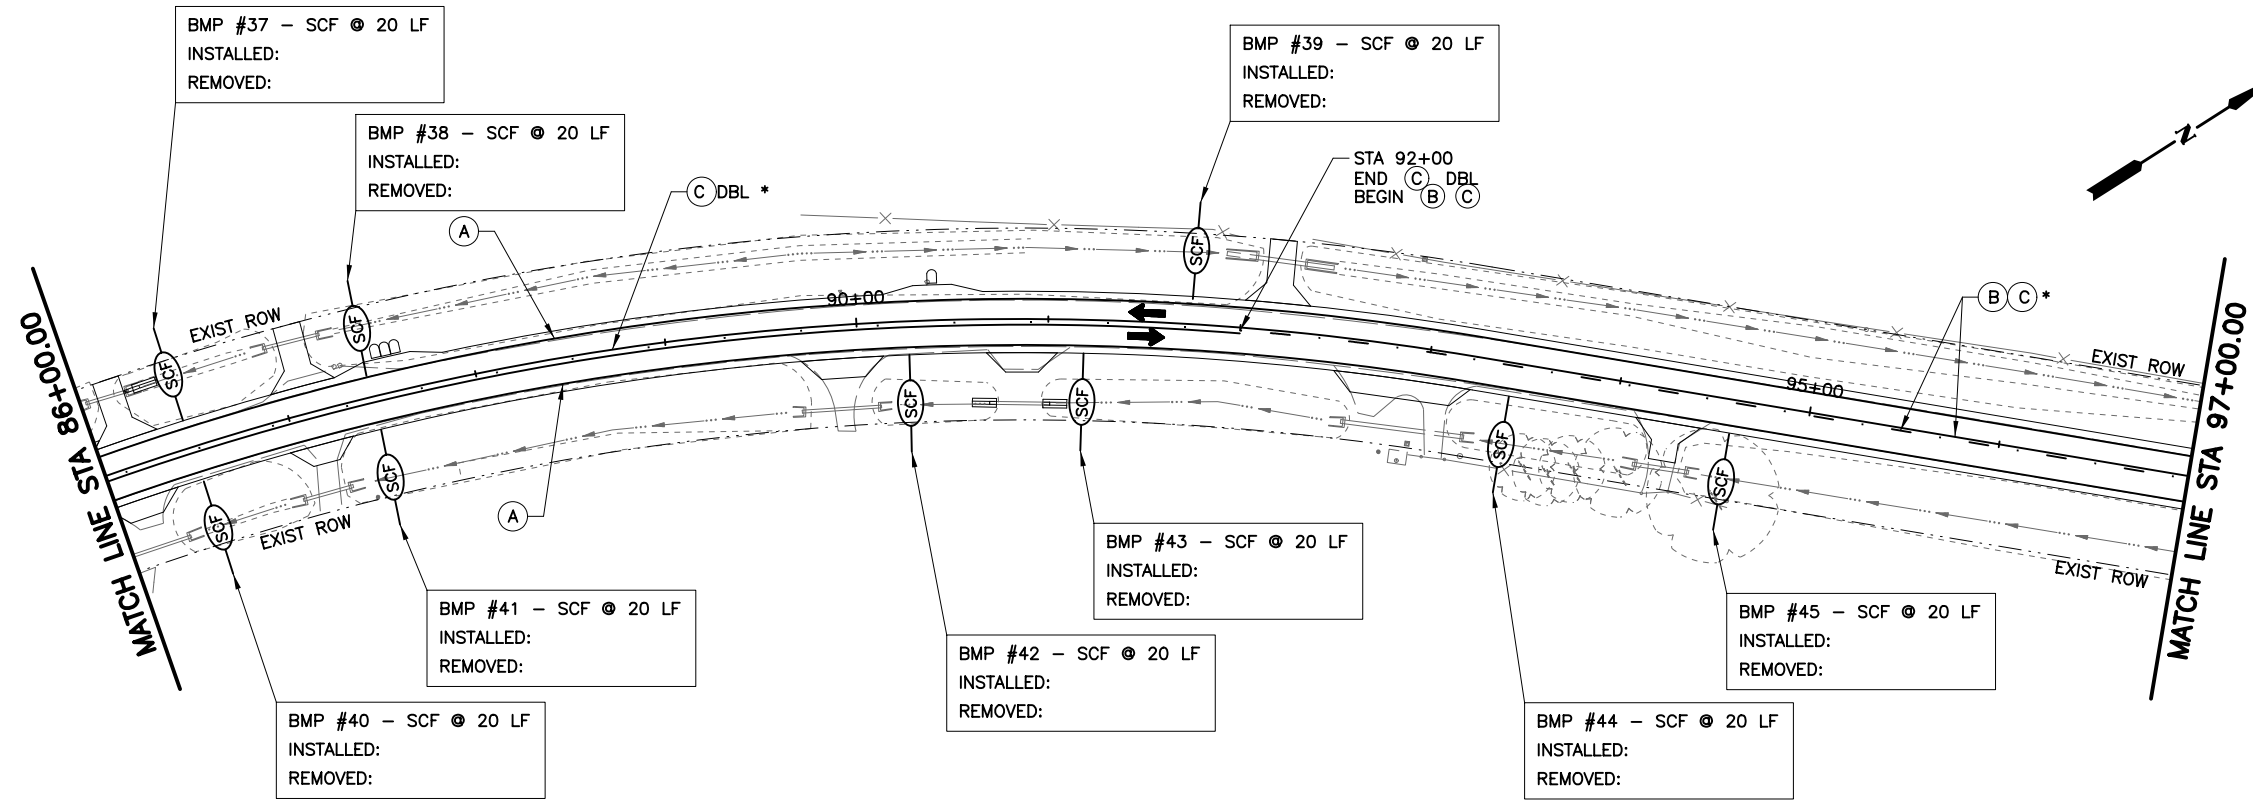 BMP #37 – SCF @ 20 LF
INSTALLED:
REMOVED:
BMP #38 – SCF @ 20 LF
INSTALLED:
REMOVED:
BMP #39 – SCF @ 20 LF
INSTALLED:
REMOVED:
N
STA 92+00
END C DBL
BEGIN B C
C DBL *
A
SCF
SCF
SCF
EXIST ROW
90+00
B C *
95+00
EXIST ROW
MATCH LINE STA 86+00.00
MATCH LINE STA 97+00.00
SCF
SCF
SCF
SCF
SCF
SCF
EXIST ROW
A
EXIST ROW
BMP #43 – SCF @ 20 LF
INSTALLED:
REMOVED:
BMP #41 – SCF @ 20 LF
INSTALLED:
REMOVED:
BMP #45 – SCF @ 20 LF
INSTALLED:
REMOVED:
BMP #42 – SCF @ 20 LF
INSTALLED:
REMOVED:
BMP #40 – SCF @ 20 LF
INSTALLED:
REMOVED:
BMP #44 – SCF @ 20 LF
INSTALLED:
REMOVED: